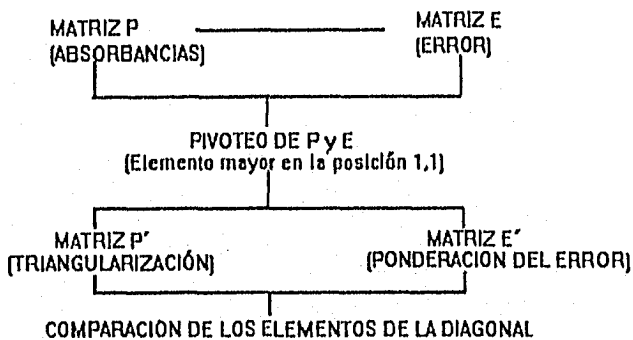 MATRIZ P
(ABSORBANCIAS)
MATRIZ E
(ERROR)
PIVOTEO DE P y E
(Elemento mayor en la posición 1,1)
MATRIZ P´
(TRIANGULARIZACIÓN)
MATRIZ E´
(PONDERACION DEL ERROR)
COMPARACION DE LOS ELEMENTOS DE LA DIAGONAL